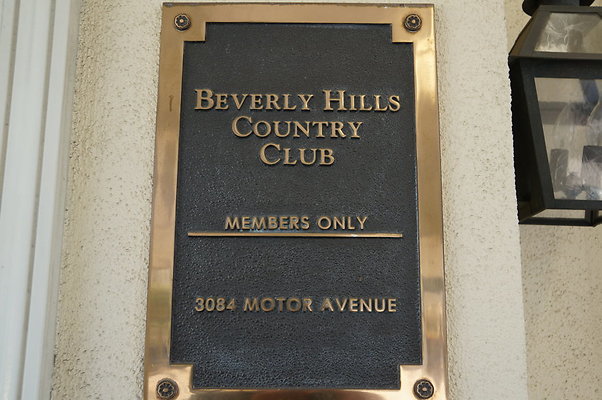 Beverly Hills
Country
Club
MEMBERS ONLY
3084 MOTOR AVENUE